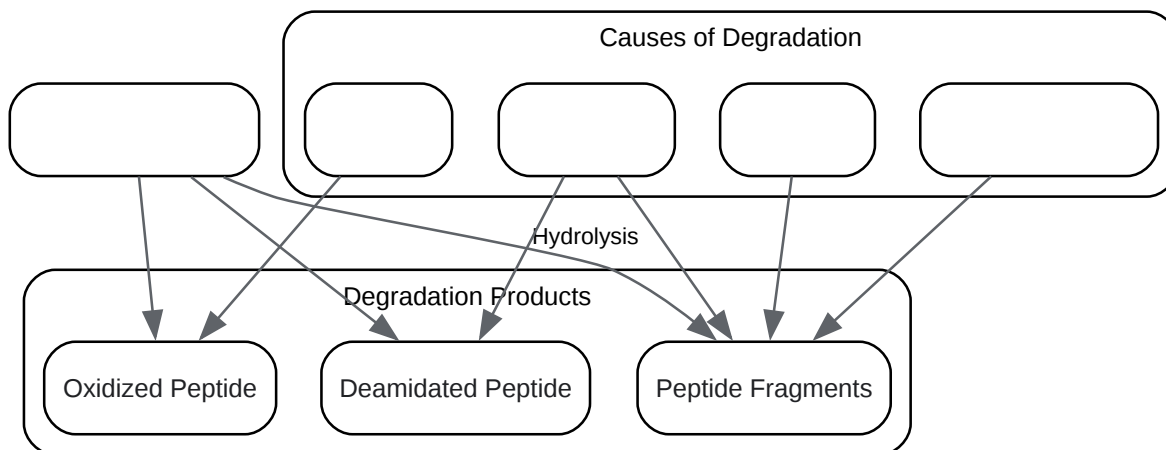 Causes of Degradation
Hydrolysis
Degradation Products
Oxidized Peptide
Deamidated Peptide
Peptide Fragments